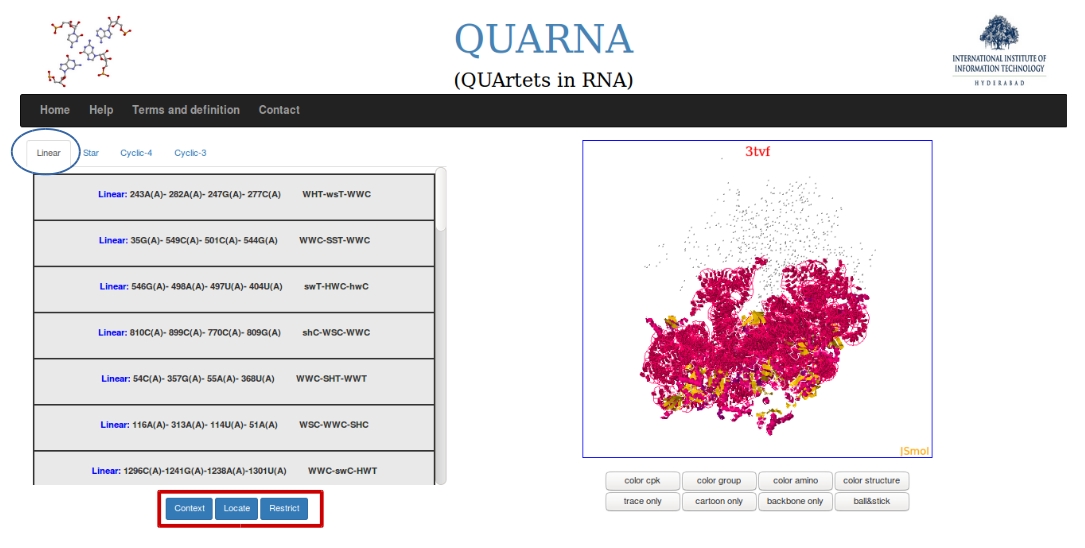 QUARNA
(QUArtets in RNA)
INTERNATIONAL INSTITUTE OF
INFORMATION TECHNOLOGY
HYDERABAD
Home Help Terms and definition Contact
Linear Star Cyclic-4 Cyclic-3
Linear: 243A(A)- 282A(A)- 247G(A)- 277C(A) WHT-wsT-WWC
Linear: 35G(A)- 549C(A)- 501C(A)- 544G(A) WWC-SST-WWC
Linear: 546G(A)- 498A(A)- 497U(A)- 404U(A) swT-HWC-hwC
Linear: 810C(A)- 899C(A)- 770C(A)- 809G(A) shC-WSC-WWC
Linear: 54C(A)- 357G(A)- 55A(A)- 368U(A) WWC-SHT-WWT
Linear: 116A(A)- 313A(A)- 114U(A)- 51A(A) WSC-WWC-SHC
Linear: 1296C(A)-1241G(A)-1238A(A)-1301U(A) WWC-swC-HWT
Context Locate Restrict
3tvf
JSmol
color cpk color group color amino color structure
trace only cartoon only backbone only ball&stick